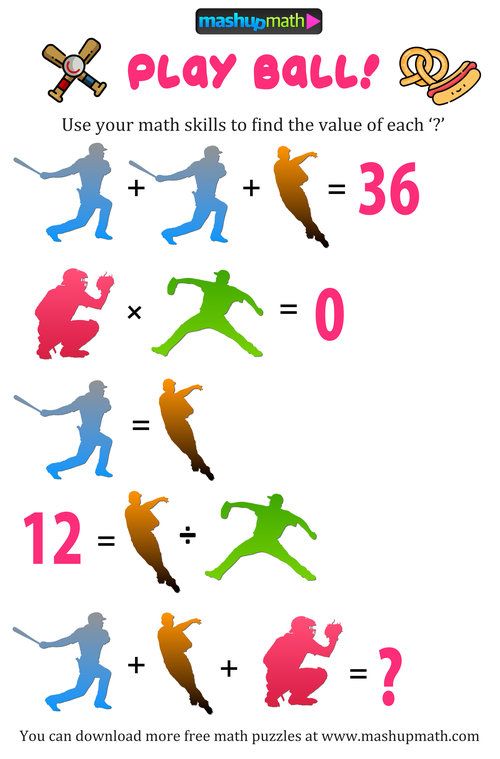 mashupmath
PLAY BALL!
Use your math skills to find the value of each ‘?’
+ + = 36
× = 0
=
12 = ÷
+ + = ?
You can download more free math puzzles at www.mashupmath.com